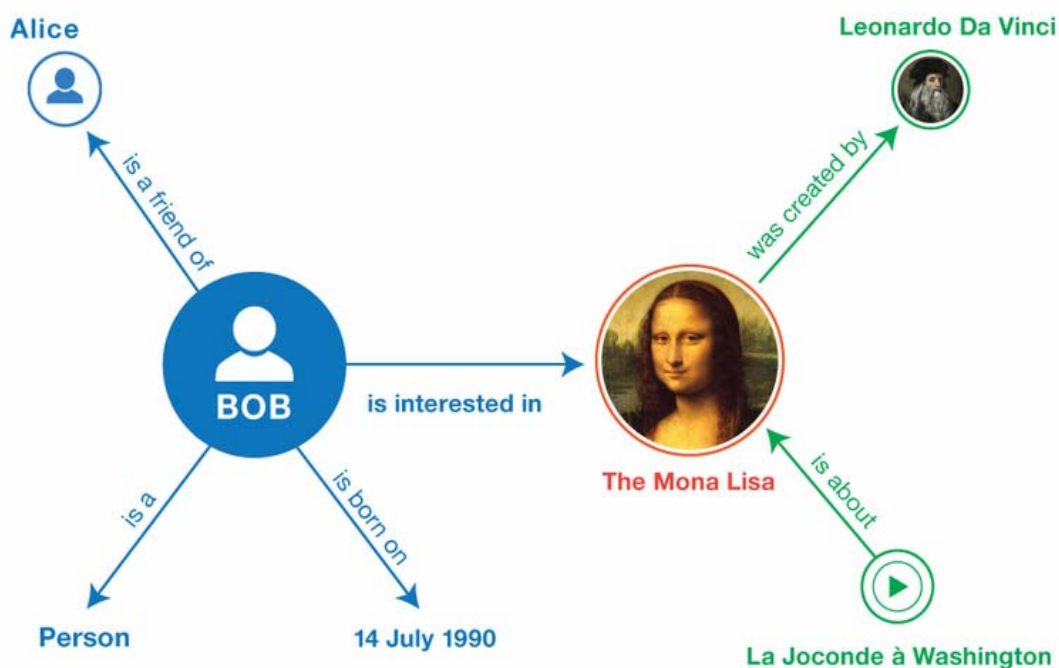 Alice
Leonardo Da Vinci
is a friend of
was created by
BOB
is interested in
The Mona Lisa
is a
is born on
is about
Person
14 July 1990
La Joconde à Washington